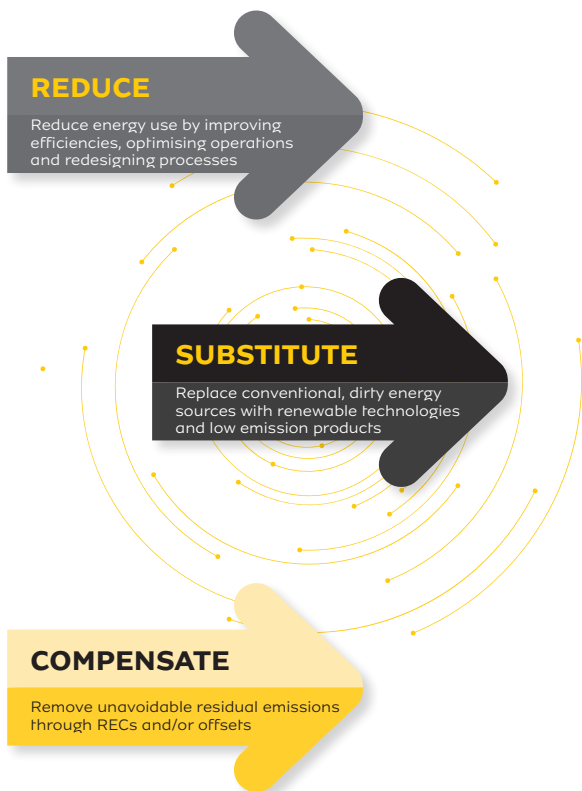 REDUCE
Reduce energy use by improving
efficiencies, optimising operations
and redesigning processes
SUBSTITUTE
Replace conventional, dirty energy
sources with renewable technologies
and low emission products
COMPENSATE
Remove unavoidable residual emissions
through RECs and/or offsets